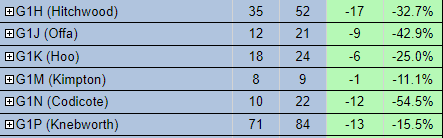 G1H (Hitchwood) 35 52 -17 -32.7%
G1J (Offa) 12 21 -9 -42.9%
G1K (Hoo) 18 24 -6 -25.0%
G1M (Kimpton) 8 9 -1 -11.1%
G1N (Codicote) 10 22 -12 -54.5%
G1P (Knebworth) 71 84 -13 -15.5%